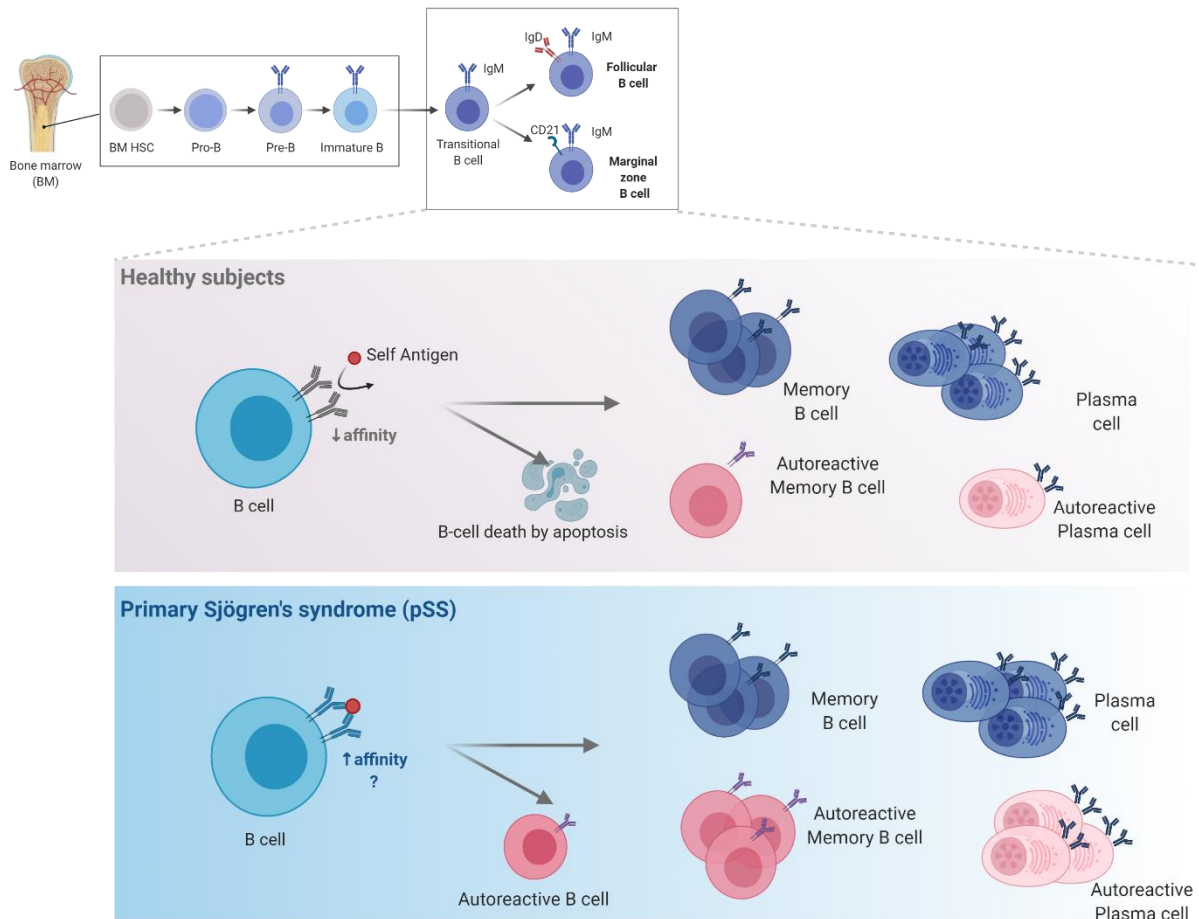 IgD
IgM
IgM
Follicular
B cell
CD21
IgM
Marginal
zone
B cell
BM HSC
Pro-B
Pre-B
Immature B
Transitional
B cell
Bone marrow
(BM)
Healthy subjects
Self Antigen
↓affinity
B cell
B-cell death by apoptosis
Memory
B cell
Plasma
cell
Autoreactive
Memory B cell
Autoreactive
Plasma cell
Primary Sjögren's syndrome (pSS)
↑affinity
?
B cell
Autoreactive B cell
Memory
B cell
Plasma
cell
Autoreactive
Memory B cell
Autoreactive
Plasma cell